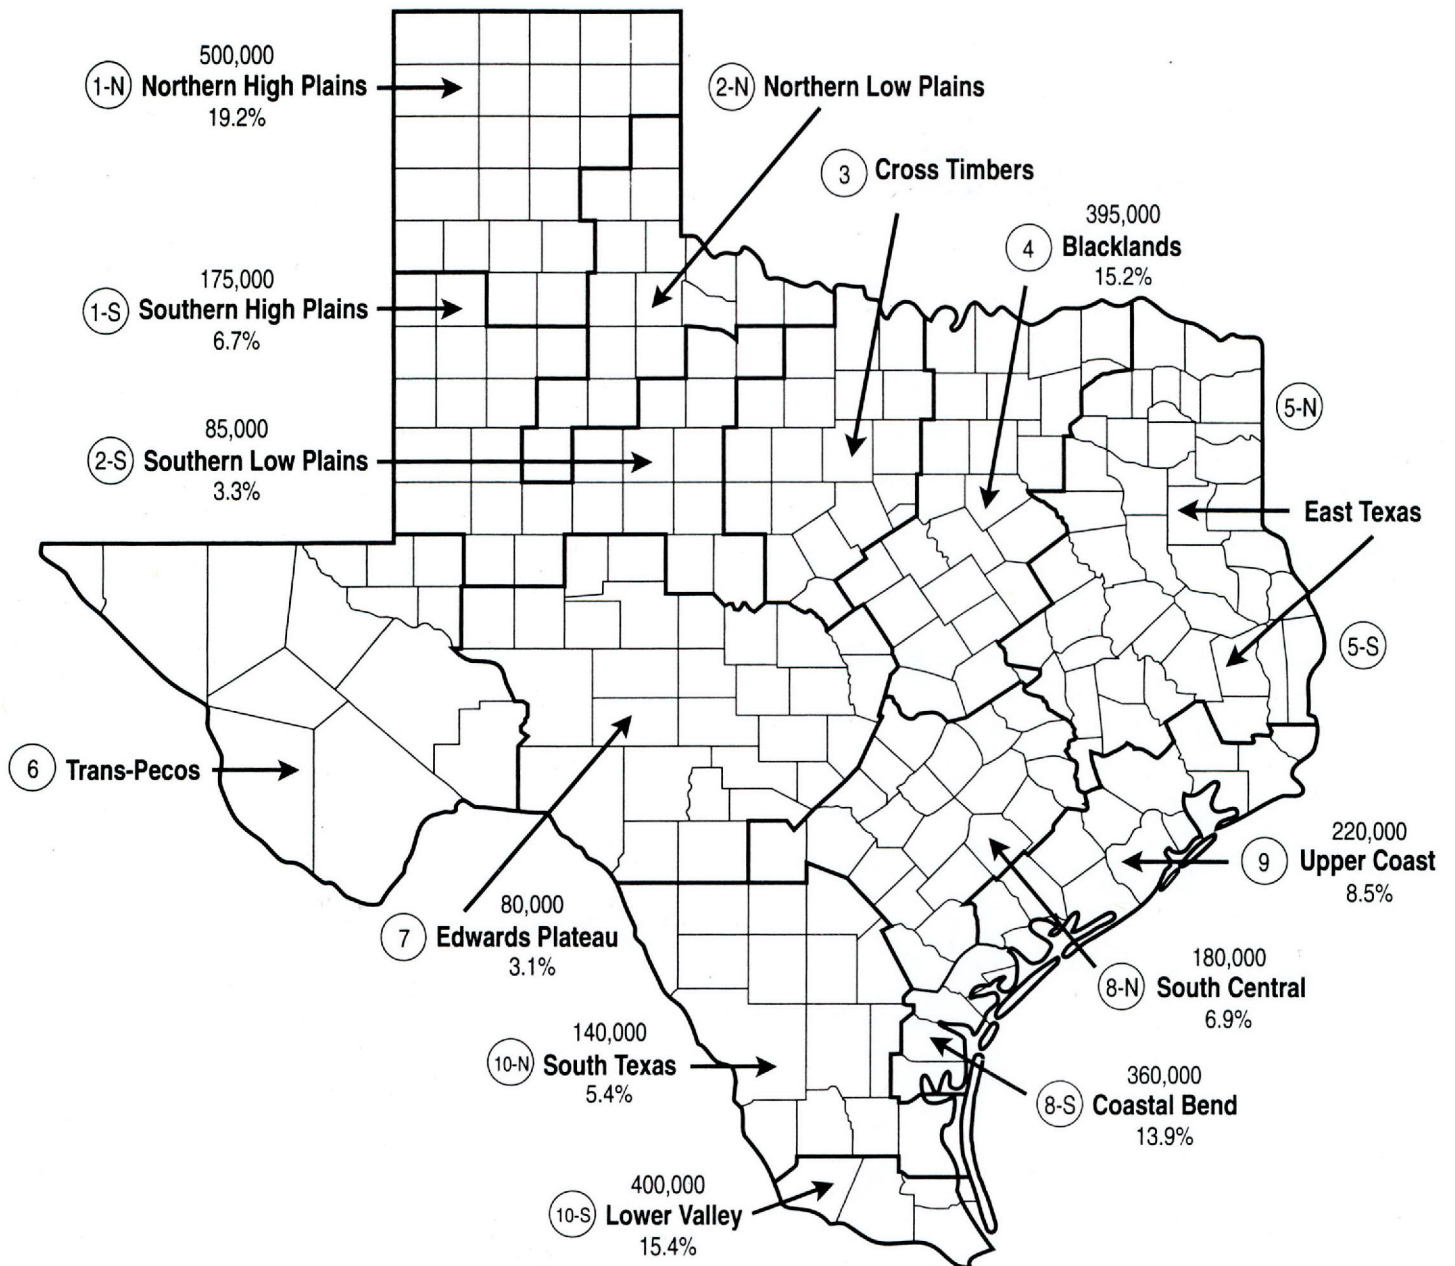 500,000
1-N Northern High Plains
19.2%
2-N Northern Low Plains
3 Cross Timbers
395,000
4 Blacklands
15.2%
175,000
1-S Southern High Plains
6.7%
5-N
85,000
2-S Southern Low Plains
3.3%
East Texas
5-S
6 Trans-Pecos
220,000
9 Upper Coast
8.5%
80,000
7 Edwards Plateau
3.1%
180,000
8-N South Central
6.9%
140,000
10-N South Texas
5.4%
360,000
8-S Coastal Bend
13.9%
400,000
10-S Lower Valley
15.4%